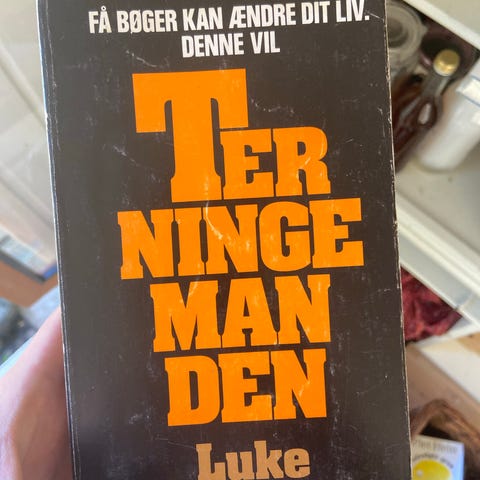 FÅ BØGER KAN ÆNDRE DIT LIV.
DENNE VIL
TER
NINGE
MAN
DEN
Luke